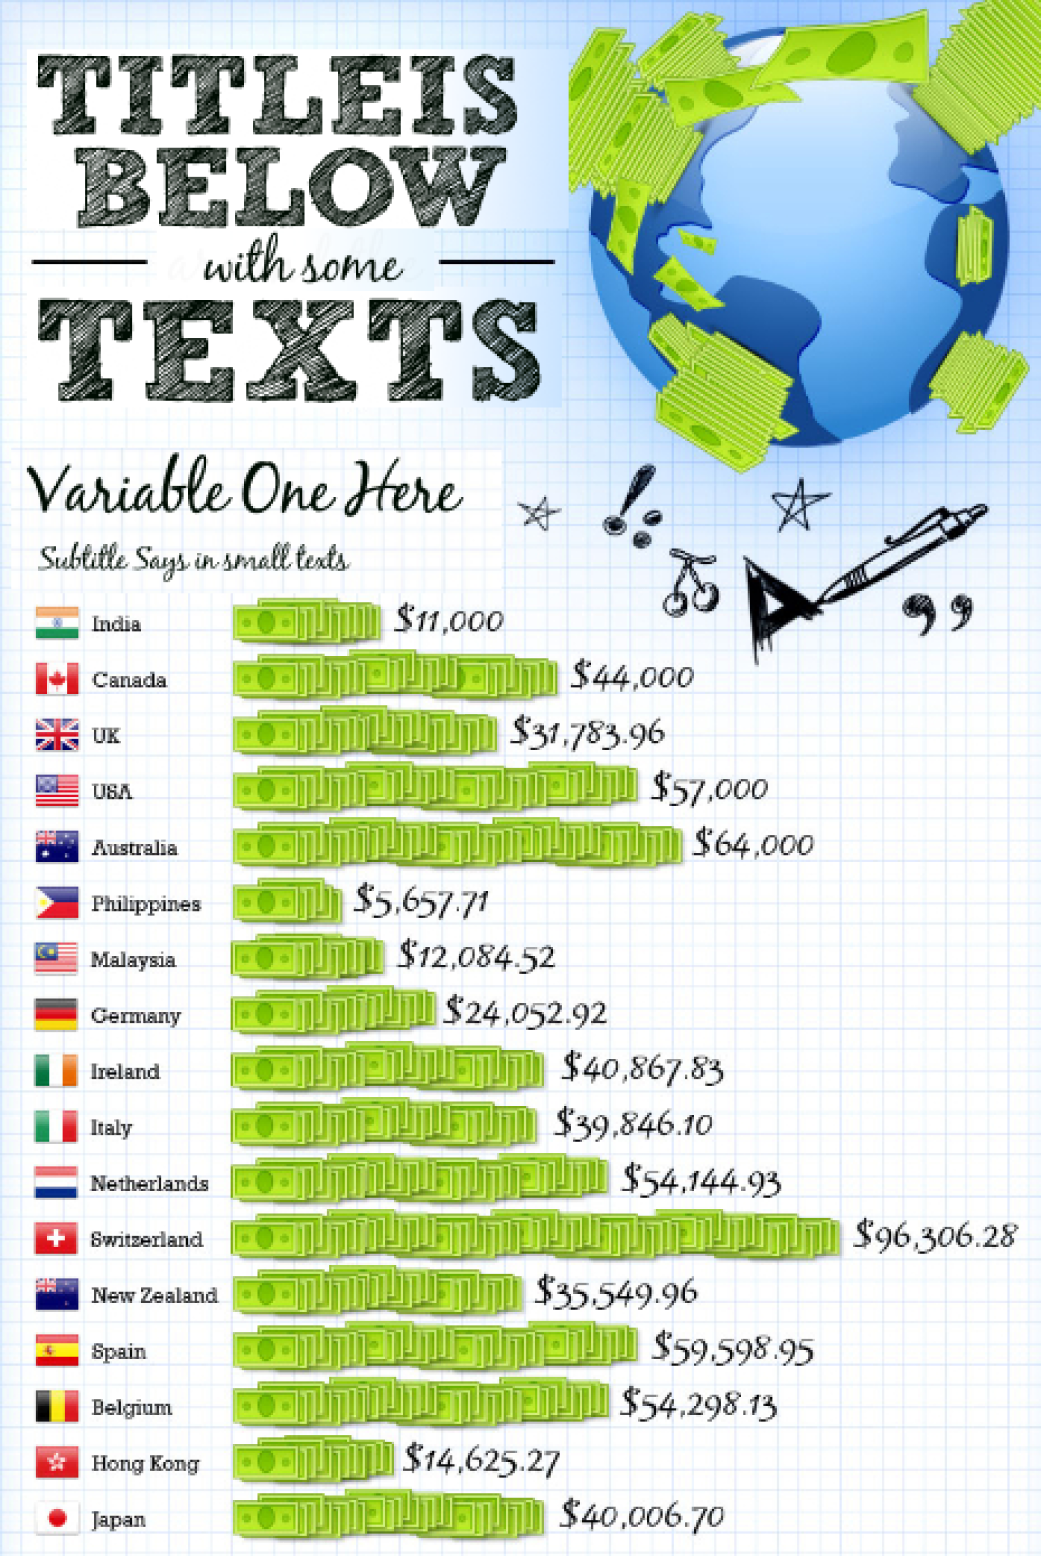 TITLEIS
BELOW
with some
TEXTS
Variable One Here
Subtitle Says in small texts
India $11,000
Canada $44,000
UK $31,783.96
USA $57,000
Australia $64,000
Philippines $5,657.71
Malaysia $12,084.52
Germany $24,052.92
Ireland $40,867.83
Italy $39,846.10
Netherlands $54,144.93
Switzerland $96,306.28
New Zealand $35,549.96
Spain $59,598.95
Belgium $54,298.13
Hong Kong $14,625.27
Japan $40,006.70